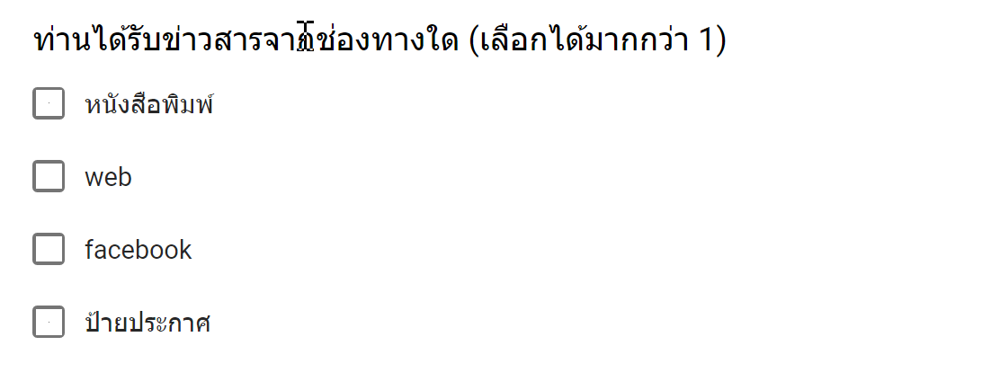 ท่านได้รับข่าวสารจากช่องทางใด (เลือกได้มากกว่า 1)
หนังสือพิมพ์
web
facebook
ป้ายประกาศ